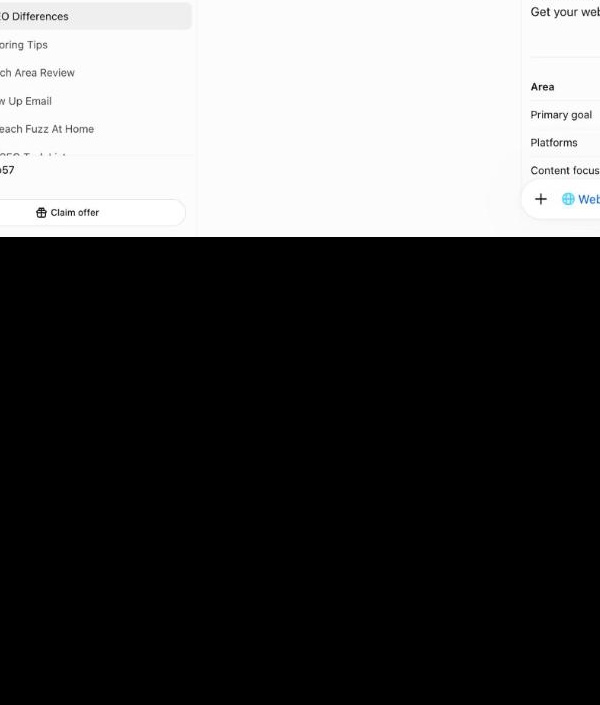 O Differences
oring Tips
ch Area Review
w Up Email
each Fuzz At Home
57
Claim offer
Get your web
Area
Primary goal
Platforms
Content focus
Web